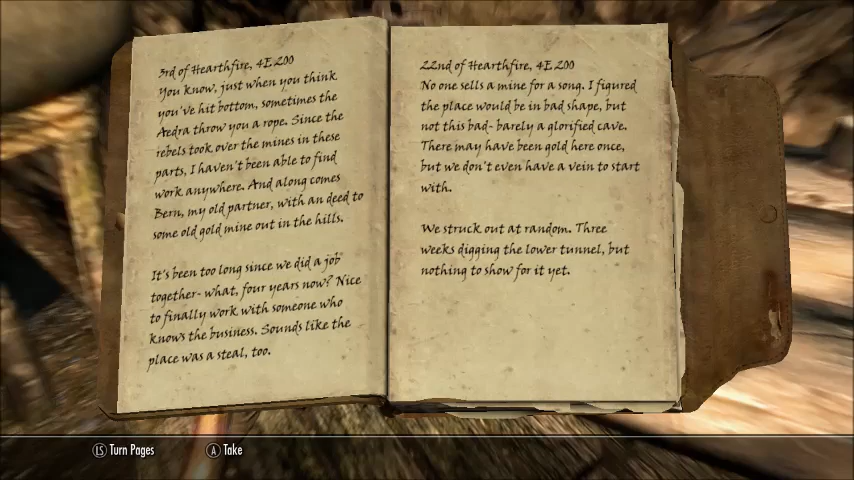 3rd of Hearthfire, 4E 200
You know, just when you think
you've hit bottom, sometimes the
Aedra throw you a rope. Since the
rebels took over the mines in these
parts, I haven't been able to find
work anywhere. And along comes
Bern, my old partner, with an deed to
some old gold mine out in the hills.
It's been too long since we did a job
together- what, four years now? Nice
to finally work with someone who
knows the business. Sounds like the
place was a steal, too.
22nd of Hearthfire, 4E 200
No one sells a mine for a song. I figured
the place would be in bad shape, but
not this bad- barely a glorified cave.
There may have been gold here once,
but we don't even have a vein to start
with.
We struck out at random. Three
weeks digging the lower tunnel, but
nothing to show for it yet.
LS Turn Pages
A Take